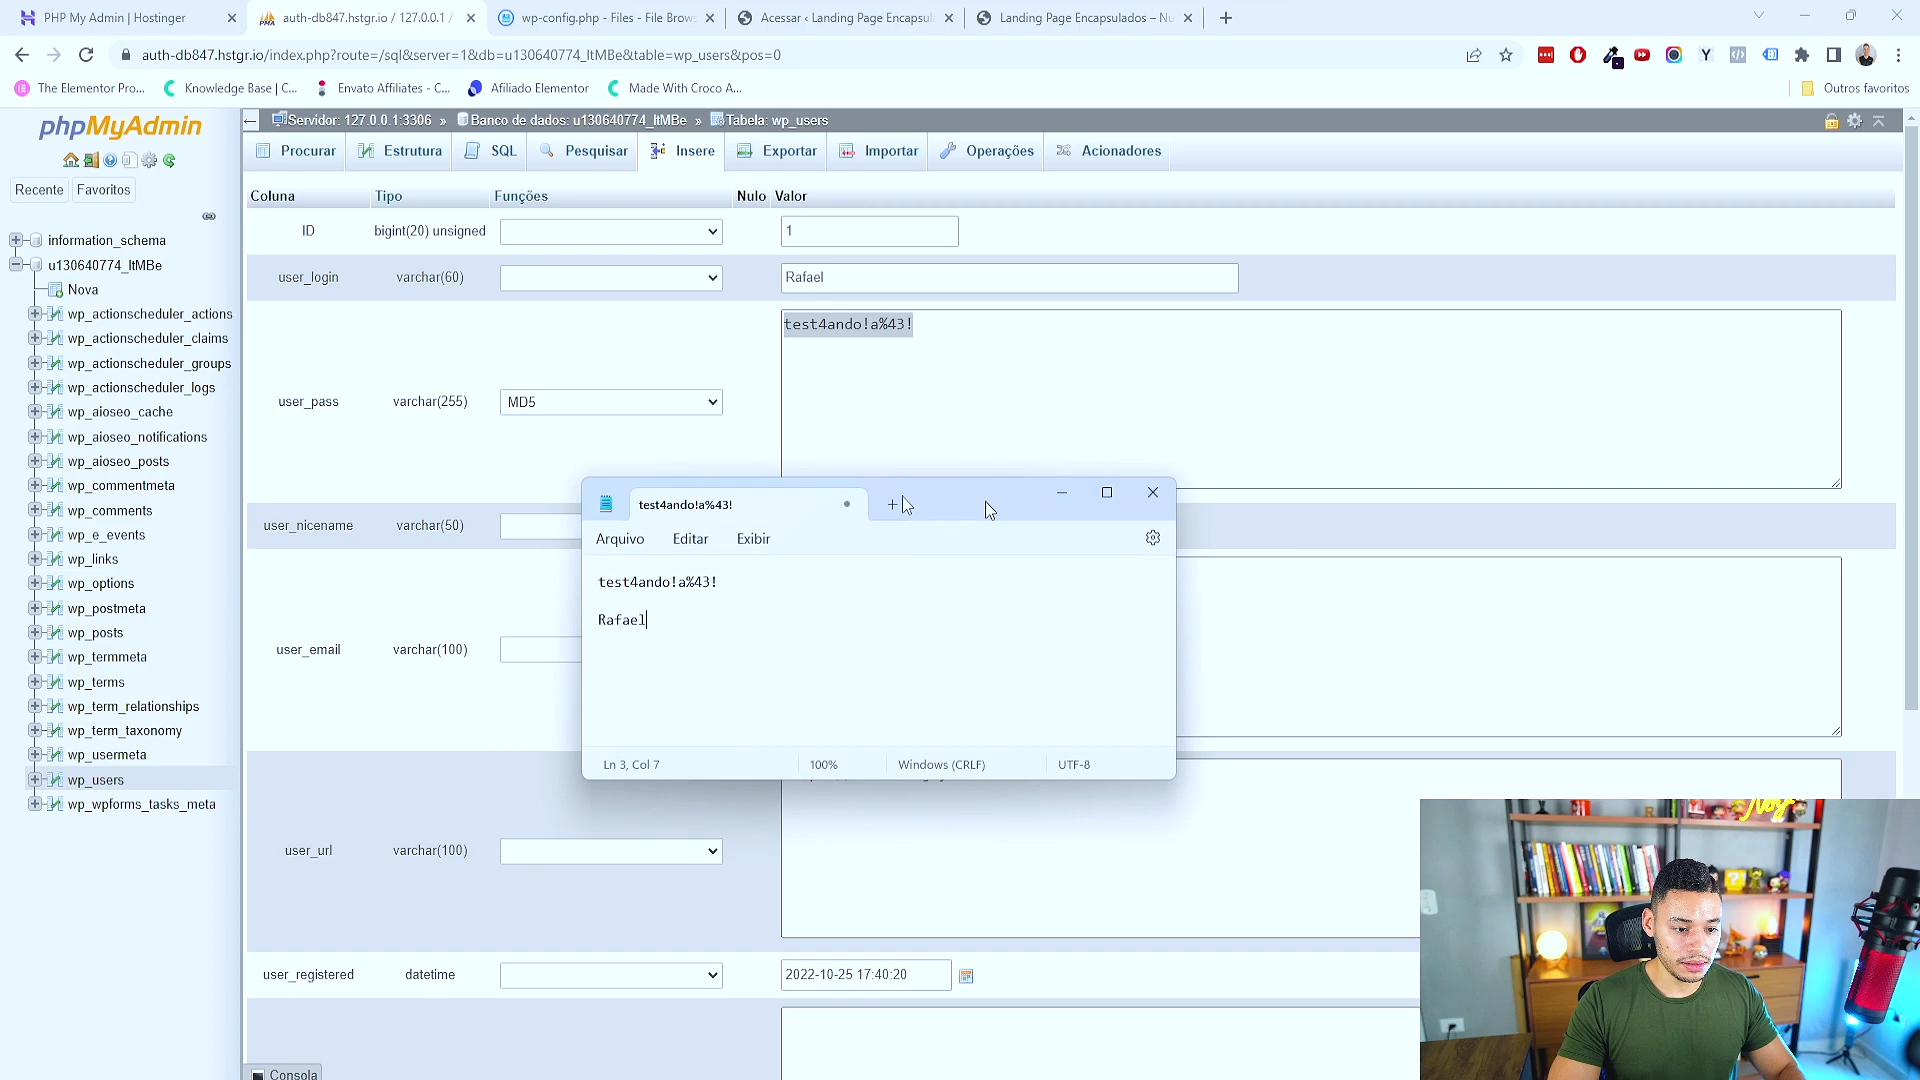 PHP My Admin | Hostinger
auth-db847.hstgr.io / 127.0.0.1 /
wp-config.php - Files - File Brow
Acessar ‹ Landing Page Encapsula
Landing Page Encapsulados – Nu
auth-db847.hstgr.io/index.php?route=/sql&server=1&db=u130640774_ltMBe&table=wp_users&pos=0
The Elementor Pro...
Knowledge Base | C...
Envato Affiliates - C...
Afiliado Elementor
Made With Croco A...
Outros favoritos
phpMyAdmin
Servidor: 127.0.0.1:3306 » Banco de dados: u130640774_ltMBe » Tabela: wp_users
Procurar
Estrutura
SQL
Pesquisar
Insere
Exportar
Importar
Operações
Acionadores
Recente
Favoritos
information_schema
u130640774_ltMBe
Nova
wp_actionscheduler_actions
wp_actionscheduler_claims
wp_actionscheduler_groups
wp_actionscheduler_logs
wp_aioseo_cache
wp_aioseo_notifications
wp_aioseo_posts
wp_commentmeta
wp_comments
wp_e_events
wp_links
wp_options
wp_postmeta
wp_posts
wp_termmeta
wp_terms
wp_term_relationships
wp_term_taxonomy
wp_usermeta
wp_users
wp_wpforms_tasks_meta
Coluna Tipo Funções Nulo Valor
ID bigint(20) unsigned 1
user_login varchar(60) Rafael
test4ando!a%43!
user_pass varchar(255) MD5
user_nicename varchar(50)
user_email varchar(100)
user_url varchar(100)
user_registered datetime 2022-10-25 17:40:20
Consola
test4ando!a%43!
Arquivo Editar Exibir
test4ando!a%43!
Rafael
Ln 3, Col 7
100%
Windows (CRLF)
UTF-8